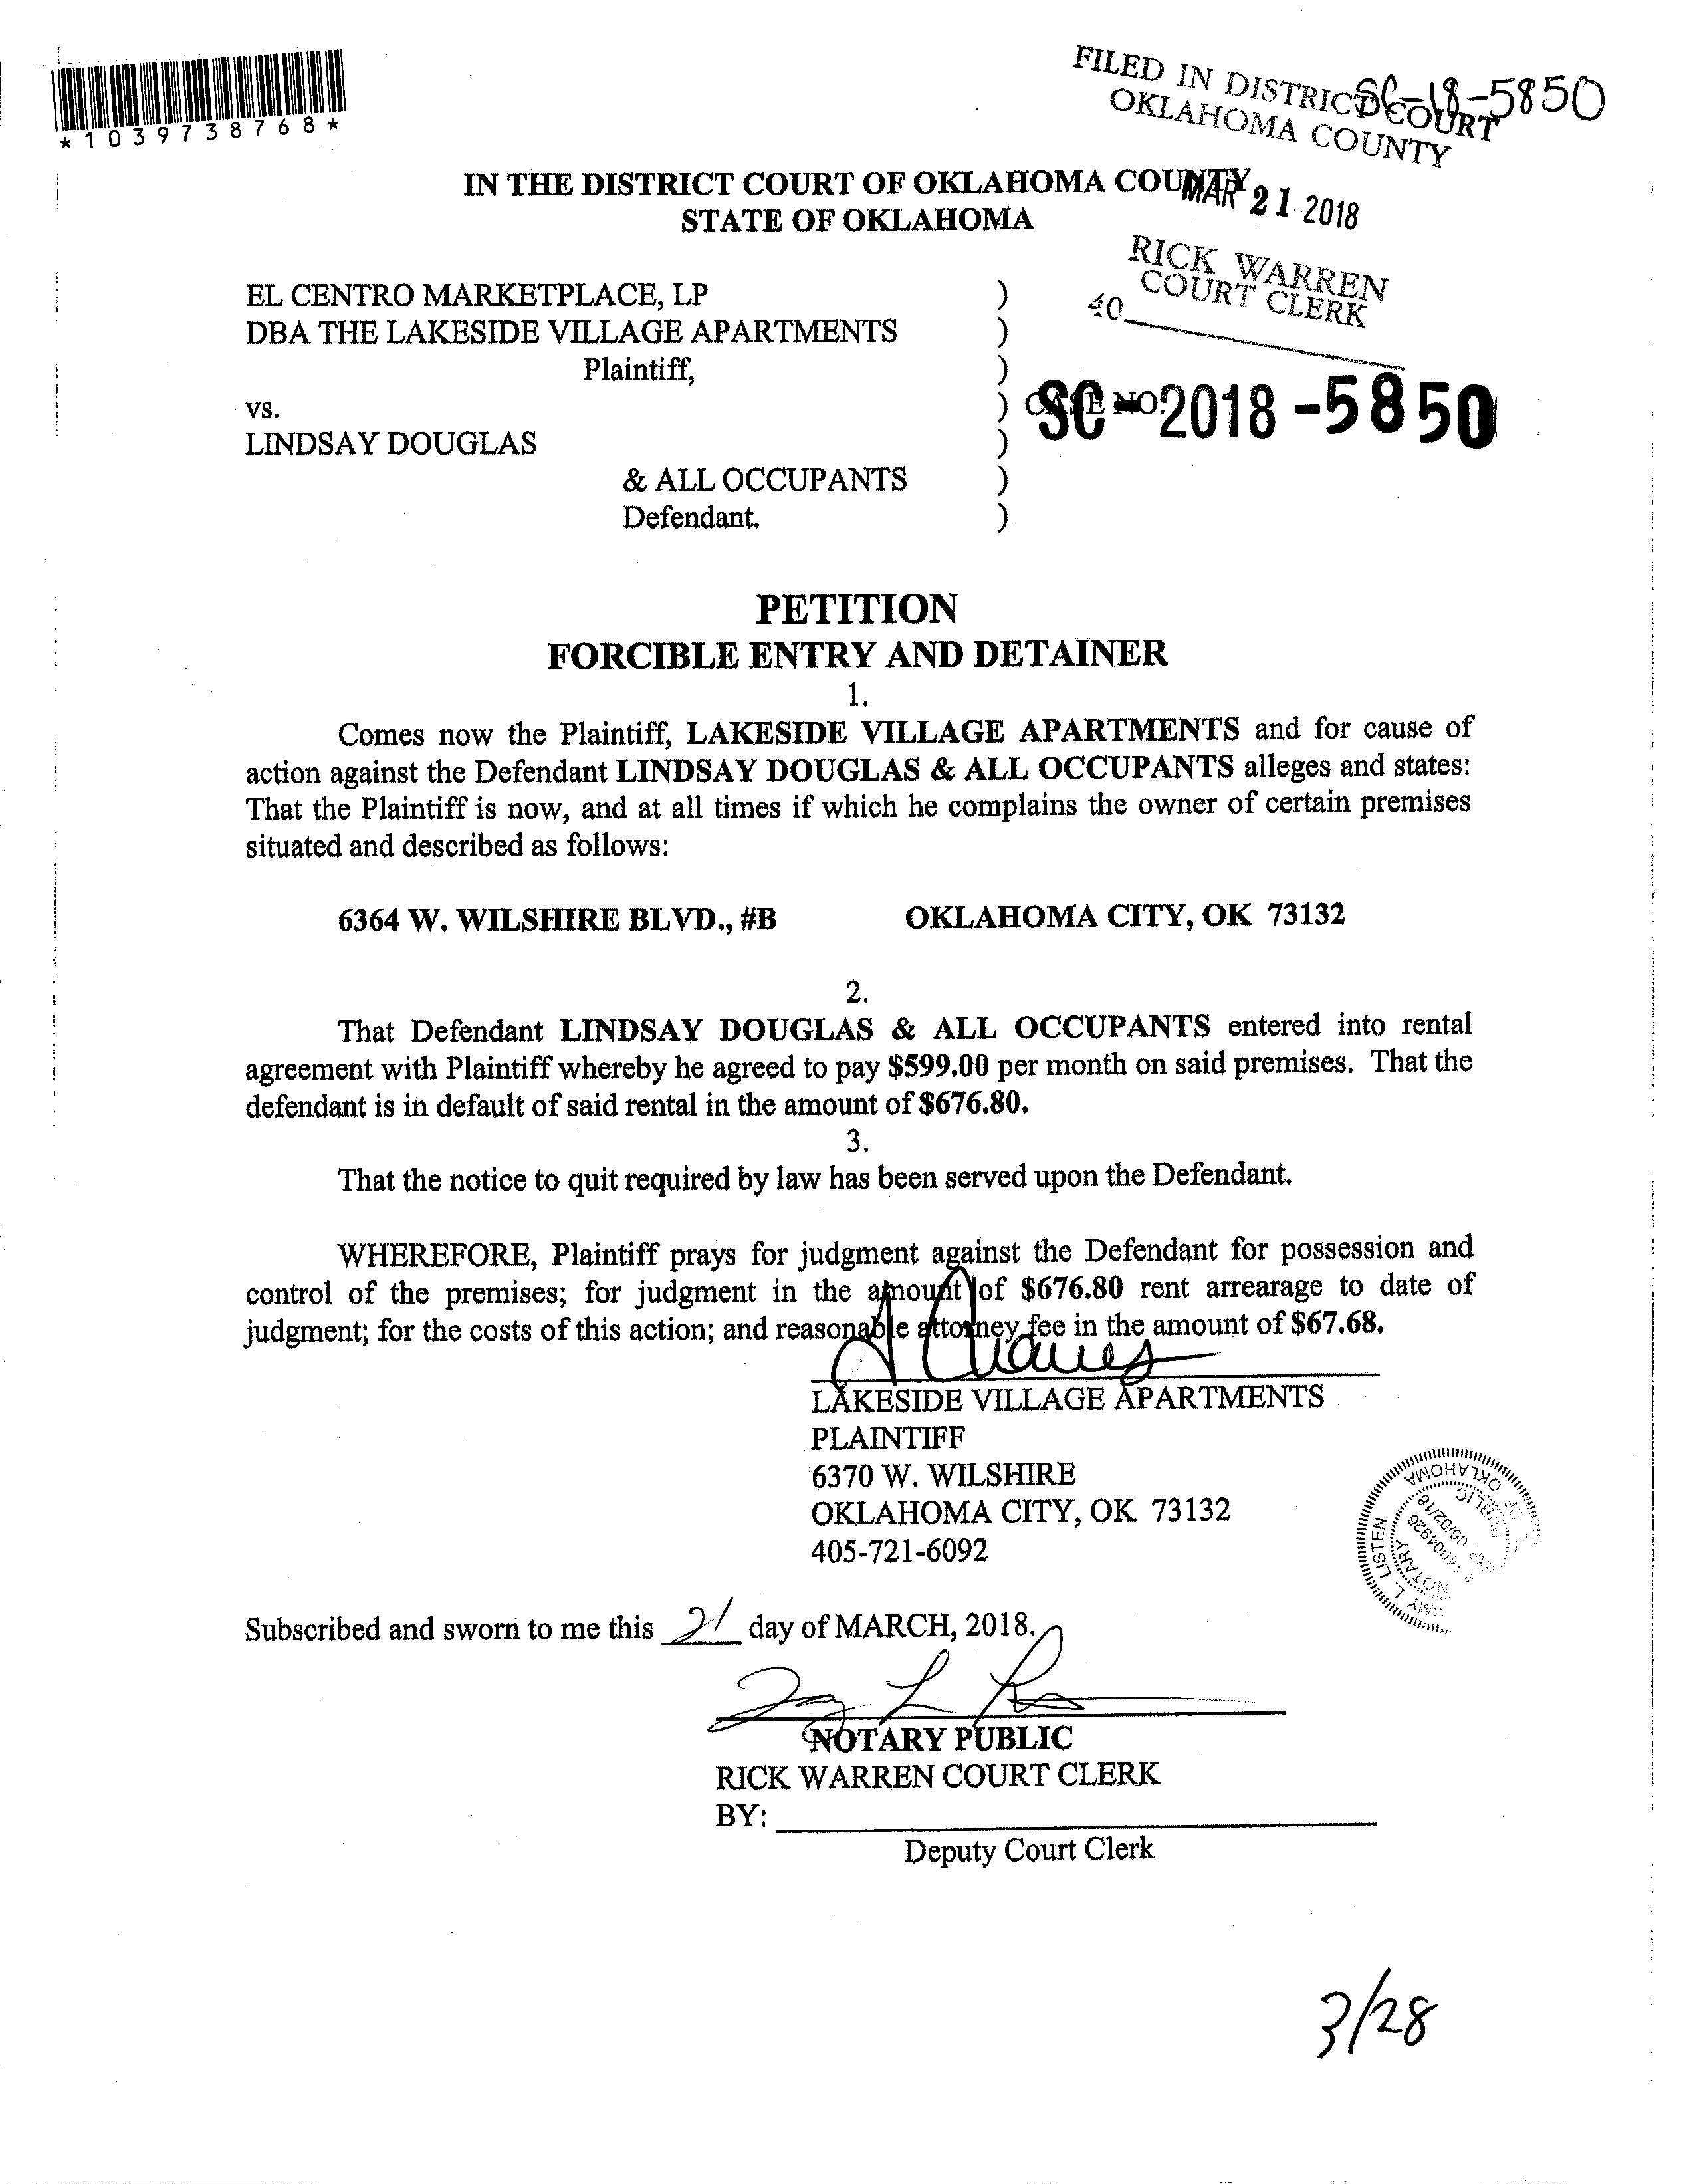 *1039738768*
FILED IN DISTRICT COURT
OKLAHOMA COUNTY
SC-18-5850
MAR 21 2018
RICK WARREN
COURT CLERK
40
IN THE DISTRICT COURT OF OKLAHOMA COUNTY
STATE OF OKLAHOMA
EL CENTRO MARKETPLACE, LP )
DBA THE LAKESIDE VILLAGE APARTMENTS )
Plaintiff, )
vs. ) CASE NO:
SC-2018-5850
LINDSAY DOUGLAS )
& ALL OCCUPANTS )
Defendant. )
PETITION
FORCIBLE ENTRY AND DETAINER
1.
Comes now the Plaintiff, LAKESIDE VILLAGE APARTMENTS and for cause of
action against the Defendant LINDSAY DOUGLAS & ALL OCCUPANTS alleges and states:
That the Plaintiff is now, and at all times if which he complains the owner of certain premises
situated and described as follows:
6364 W. WILSHIRE BLVD., #B OKLAHOMA CITY, OK 73132
2.
That Defendant LINDSAY DOUGLAS & ALL OCCUPANTS entered into rental
agreement with Plaintiff whereby he agreed to pay $599.00 per month on said premises. That the
defendant is in default of said rental in the amount of $676.80.
3.
That the notice to quit required by law has been served upon the Defendant.
WHEREFORE, Plaintiff prays for judgment against the Defendant for possession and
control of the premises; for judgment in the amount of $676.80 rent arrearage to date of
judgment; for the costs of this action; and reasonable attorney fee in the amount of $67.68.
LAKESIDE VILLAGE APARTMENTS
PLAINTIFF
6370 W. WILSHIRE
OKLAHOMA CITY, OK 73132
405-721-6092
L. LISTEN
OF OKLAHOMA
NOTARY PUBLIC
# 14004926
EXP. 06/02/18
Subscribed and sworn to me this 21 day of MARCH, 2018.
NOTARY PUBLIC
RICK WARREN COURT CLERK
BY:
Deputy Court Clerk
3/28